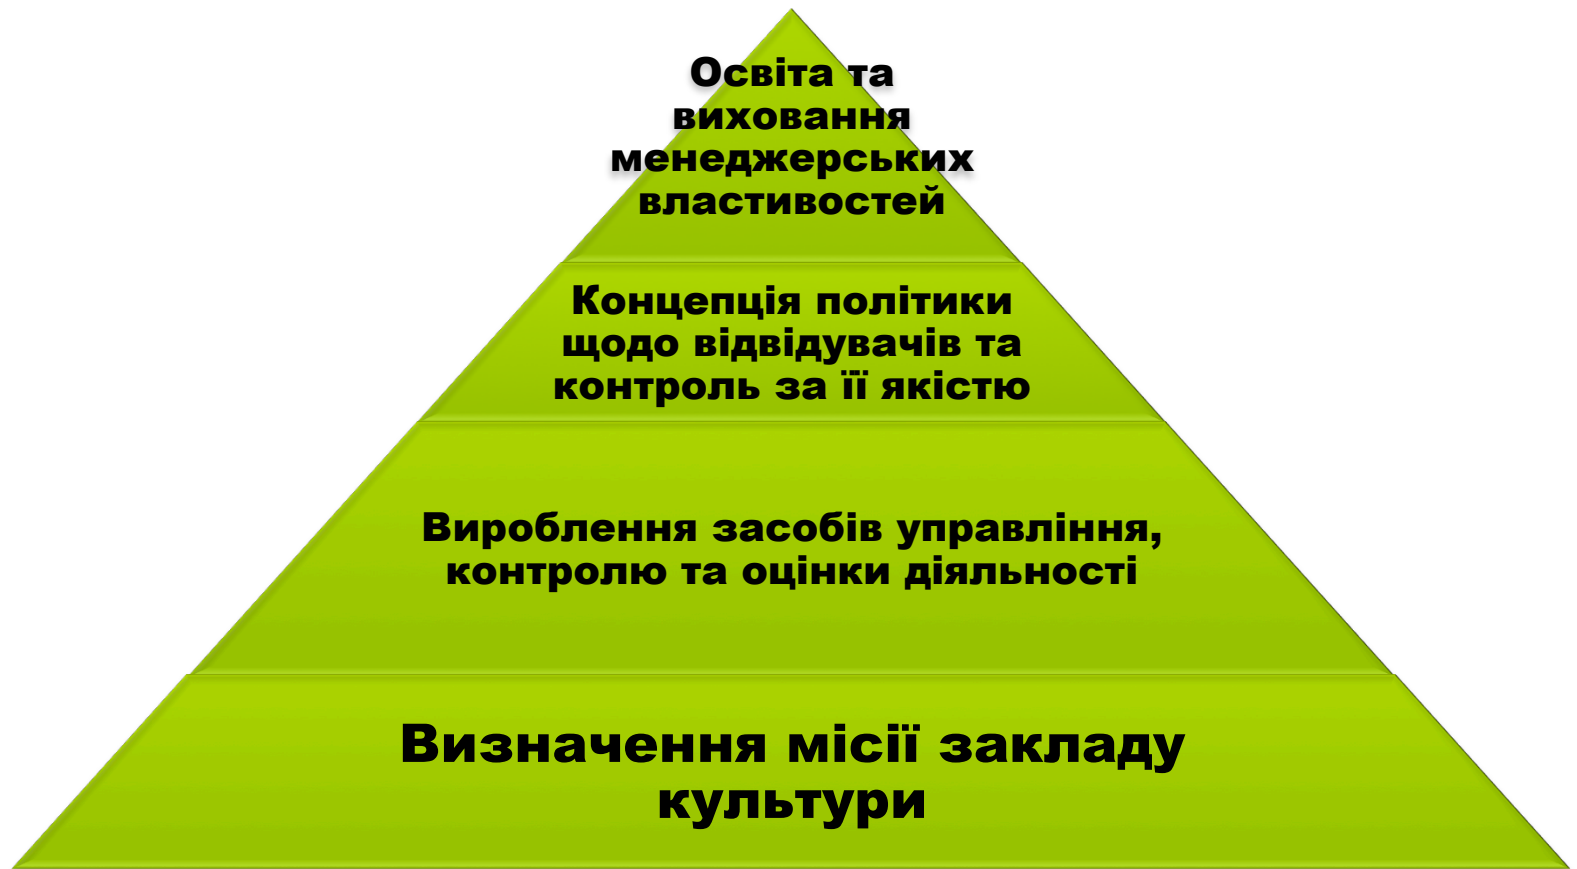 Освіта та
виховання
менеджерських
властивостей
Концепція політики
щодо відвідувачів та
контроль за її якістю
Вироблення засобів управління,
контролю та оцінки діяльності
Визначення місії закладу
культури